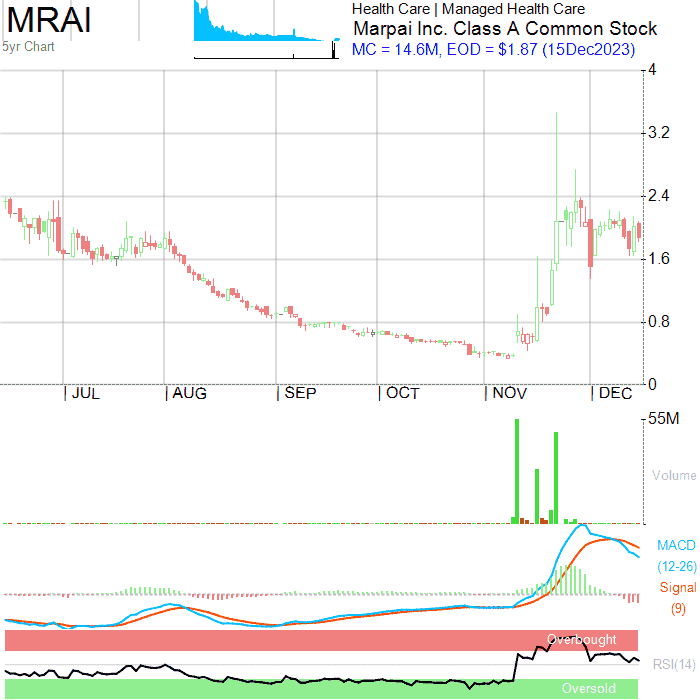 MRAI
5yr Chart
Health Care | Managed Health Care
Marpai Inc. Class A Common Stock
MC = 14.6M, EOD = $1.87 (15Dec2023)
4
3.2
2.4
1.6
0.8
0
| JUL | AUG | SEP | OCT | NOV | DEC
55M
Volume
MACD
(12-26)
Signal
(9)
Overbought
RSI(14)
Oversold